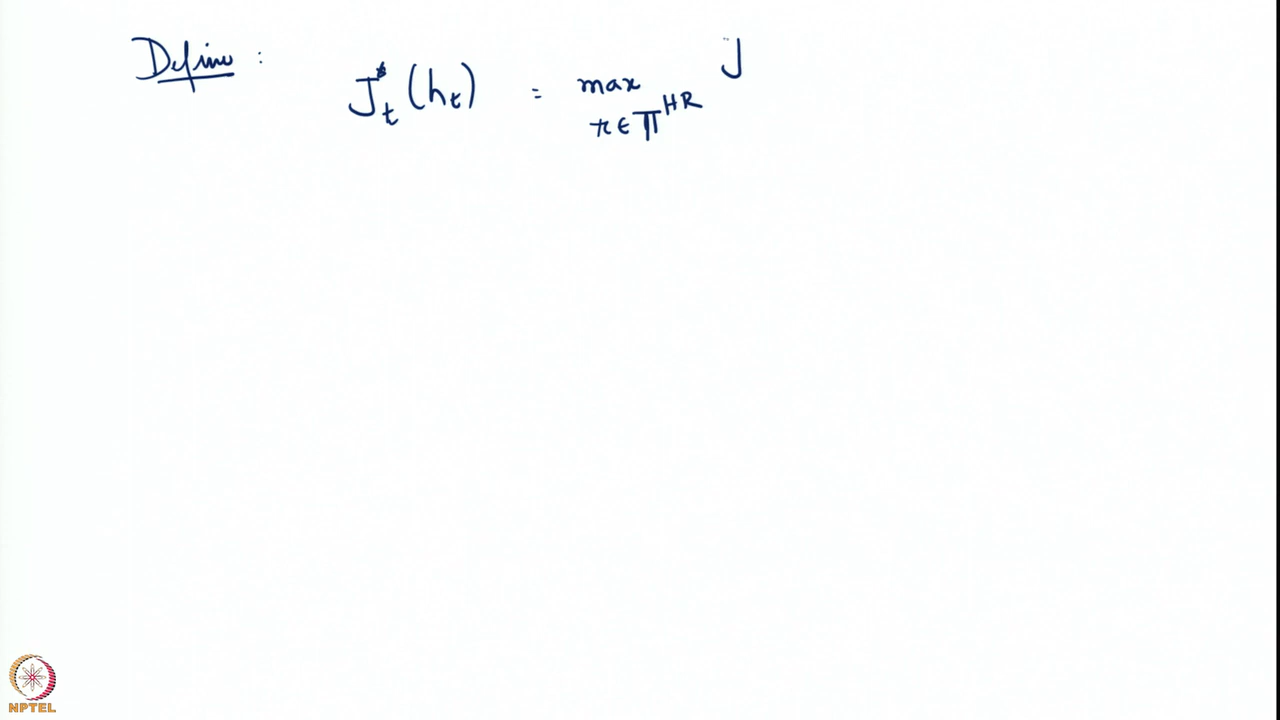 Define :
J*_t (h_t) = max_{π ∈ Π^{HR}} J
NPTEL